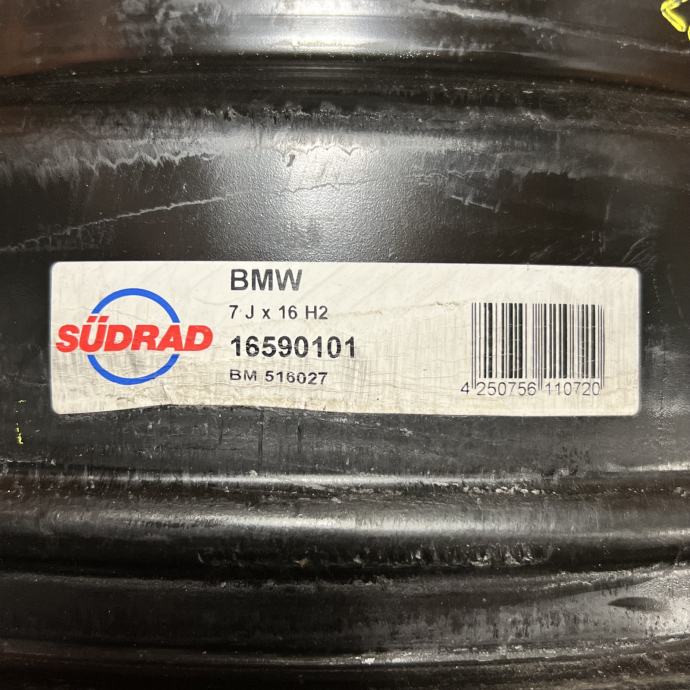 SÜDRAD
BMW
7 J x 16 H2
16590101
BM 516027
4 250756 110720